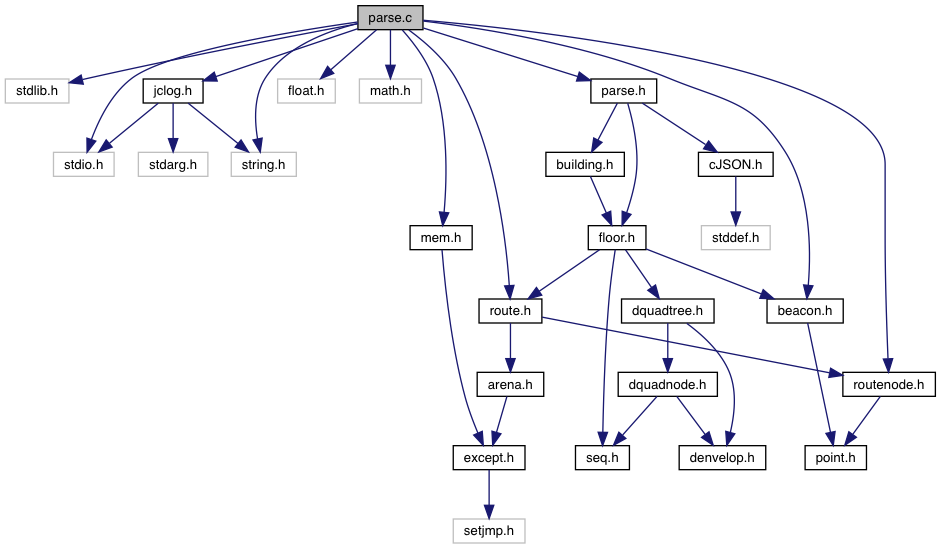 parse.c
stdlib.h
jclog.h
float.h
math.h
parse.h
stdio.h
stdarg.h
string.h
building.h
cJSON.h
mem.h
floor.h
stddef.h
route.h
dquadtree.h
beacon.h
arena.h
dquadnode.h
routenode.h
except.h
seq.h
denvelop.h
point.h
setjmp.h